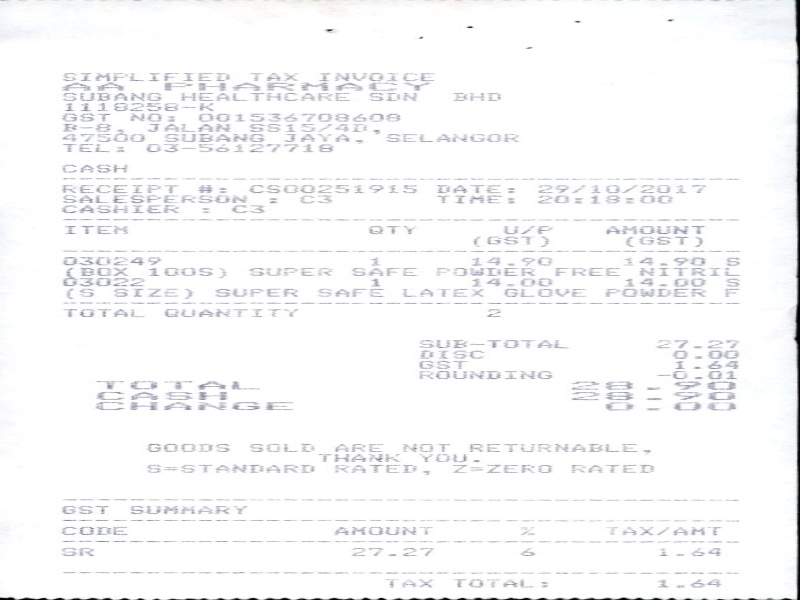 SIMPLIFIED TAX INVOICE
AA PHARMACY
SUBANG HEALTHCARE SDN BHD
1118258-K
GST NO: 001536708608
B-8, JALAN SS15/4D,
47500 SUBANG JAYA, SELANGOR
TEL: 03-56127718
CASH
RECEIPT #: CS00251915 DATE: 29/10/2017
SALESPERSON : C3 TIME: 20:18:00
CASHIER : C3
ITEM QTY U/P AMOUNT
(GST) (GST)
030249 1 14.90 14.90 S
(BOX 100S) SUPER SAFE POWDER FREE NITRIL
03022 1 14.00 14.00 S
(S SIZE) SUPER SAFE LATEX GLOVE POWDER F
TOTAL QUANTITY 2
SUB-TOTAL 27.27
DISC 0.00
GST 1.64
ROUNDING -0.01
TOTAL 28.90
CASH 28.90
CHANGE 0.00
GOODS SOLD ARE NOT RETURNABLE,
THANK YOU.
S=STANDARD RATED, Z=ZERO RATED
GST SUMMARY
CODE AMOUNT % TAX/AMT
SR 27.27 6 1.64
TAX TOTAL: 1.64